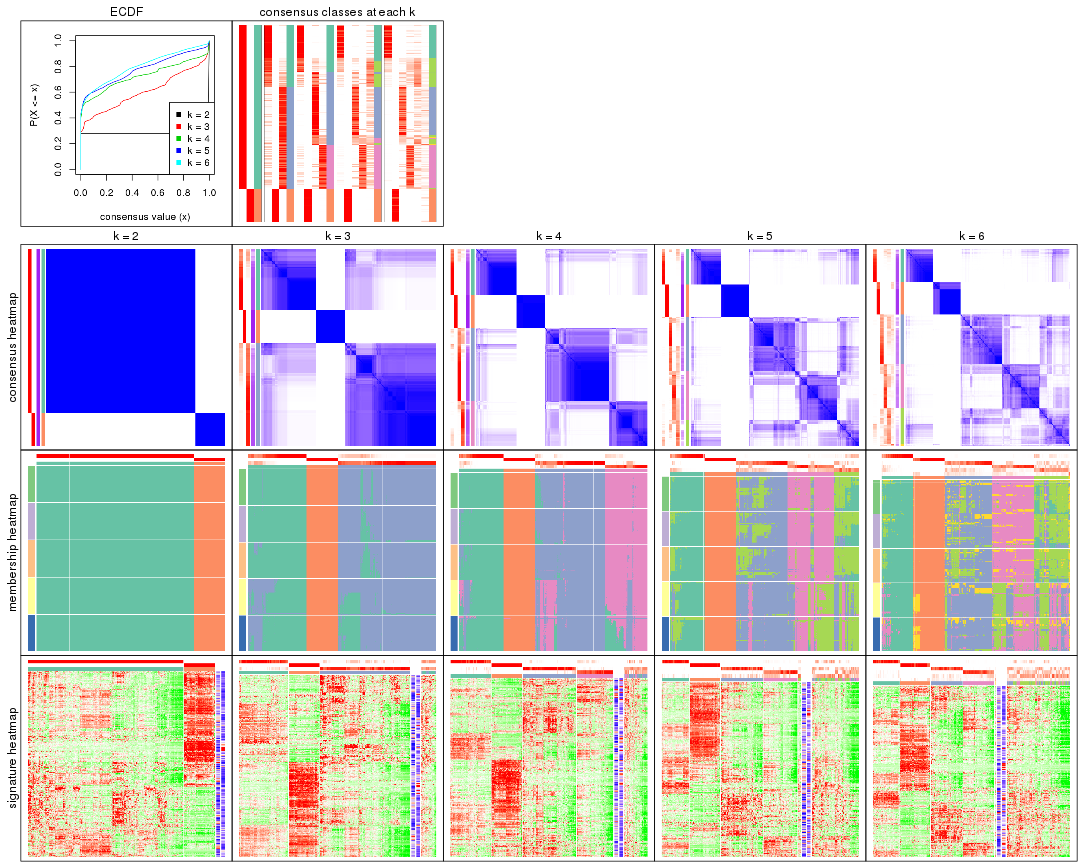 ECDF
consensus classes at each k
P(X <= x)
0.0 0.2 0.4 0.6 0.8 1.0
k = 2
k = 3
k = 4
k = 5
k = 6
0.0 0.2 0.4 0.6 0.8 1.0
consensus value (x)
k = 2 k = 3 k = 4 k = 5 k = 6
consensus heatmap
membership heatmap
signature heatmap